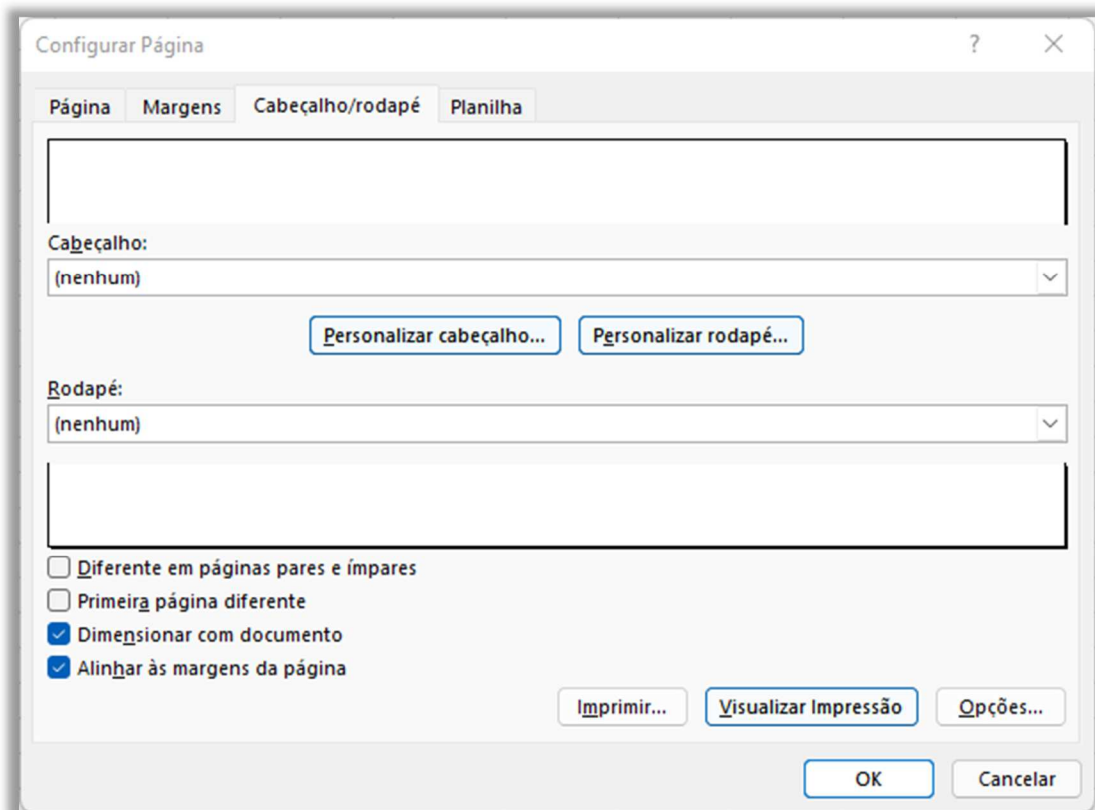 Configurar Página ?
Página Margens Cabeçalho/rodapé Planilha
Cabeçalho:
(nenhum)
Personalizar cabeçalho... Personalizar rodapé...
Rodapé:
(nenhum)
Diferente em páginas pares e ímpares
Primeira página diferente
Dimensionar com documento
Alinhar às margens da página
Imprimir... Visualizar Impressão Opções...
OK Cancelar